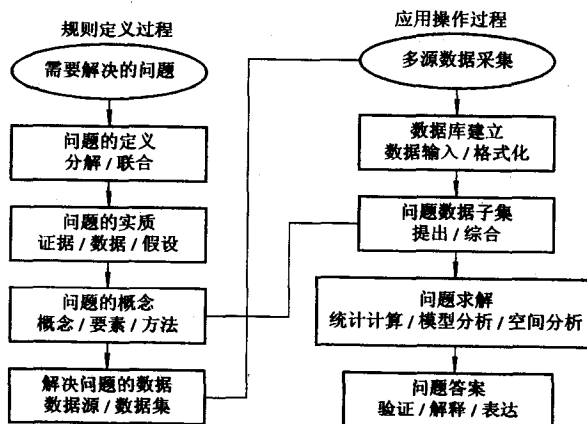 规则定义过程
需要解决的问题
问题的定义
分解/联合
问题的实质
证据/数据/假设
问题的概念
概念/要素/方法
解决问题的数据
数据源/数据集
应用操作过程
多源数据采集
数据库建立
数据输入/格式化
问题数据子集
提出/综合
问题求解
统计计算/模型分析/空间分析
问题答案
验证/解释/表达